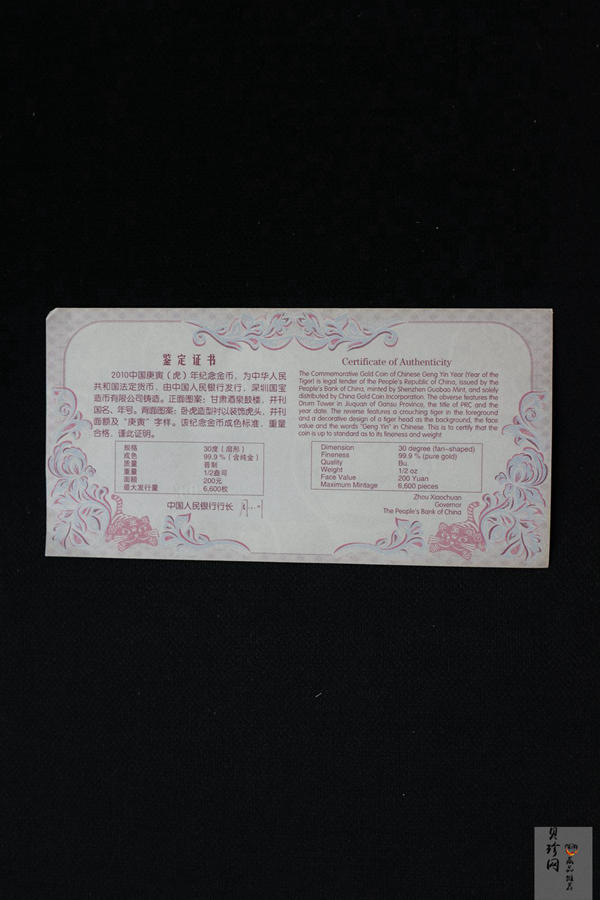 鉴定证书
2010中国庚寅（虎）年纪念金币，为中华人民
共和国法定货币，由中国人民银行发行，深圳国宝
造币有限公司铸造。正面图案：甘肃酒泉鼓楼，并刊
国名、年号。背面图案：卧虎造型衬以装饰虎头，并刊
面额及“庚寅”字样。该纪念金币成色标准，重量
合格，谨此证明。
规格 30度（扇形）
成色 99.9%（含纯金）
质量 普制
重量 1/2盎司
面额 200元
最大发行量 6,600枚
中国人民银行行长
Certificate of Authenticity
The Commemorative Gold Coin of Chinese Geng Yin Year (Year of the
Tiger) is legal tender of the People's Republic of China, issued by the
People's Bank of China, minted by Shenzhen Guobao Mint, and solely
distributed by China Gold Coin Incorporation. The obverse features the
Drum Tower in Jiuquan of Gansu Province, the title of PRC and the
year date. The reverse features a crouching tiger in the foreground
and a decorative design of a tiger head as the background, the face
value and the words "Geng Yin" in Chinese. This is to certify that the
coin is up to standard as to its fineness and weight
Dimension 30 degree (fan-shaped)
Fineness 99.9 % (pure gold)
Quality Bu.
Weight 1/2 oz
Face Value 200 Yuan
Maximum Mintage 6,600 pieces
Zhou Xiaochuan
Governor
The People's Bank of China
贝珍网
藏品推荐